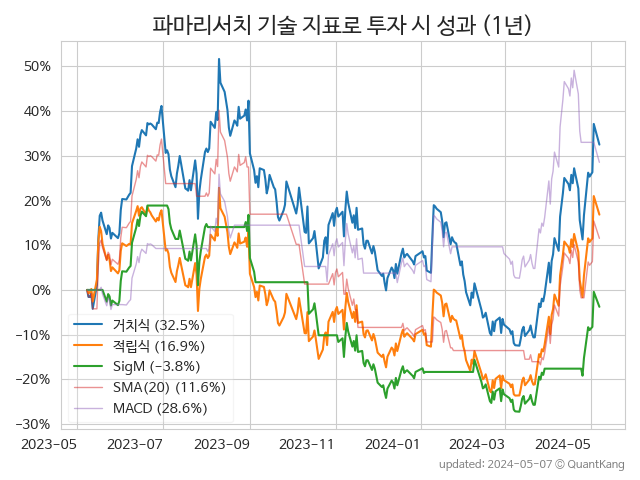 파마리서치 기술 지표로 투자 시 성과 (1년)
50%
40%
30%
20%
10%
0%
−10%
−20%
−30%
거치식 (32.5%)
적립식 (16.9%)
SigM (−3.8%)
SMA(20) (11.6%)
MACD (28.6%)
2023-05 2023-07 2023-09 2023-11 2024-01 2024-03 2024-05
updated: 2024-05-07 @ QuantKang